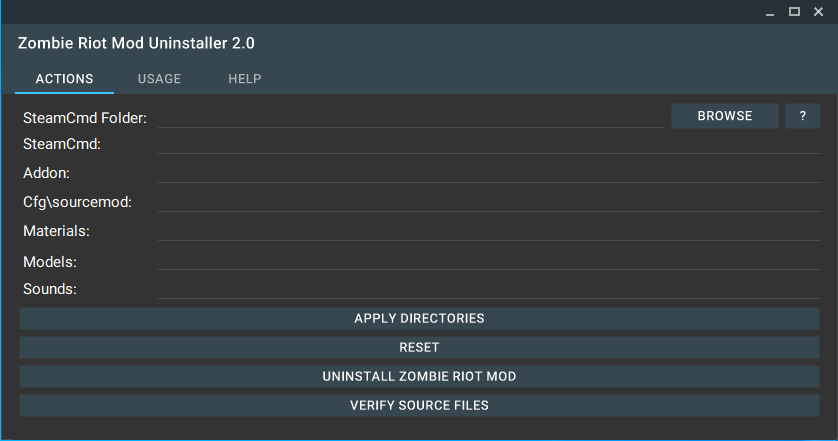 Zombie Riot Mod Uninstaller 2.0
ACTIONS USAGE HELP
SteamCmd Folder: BROWSE ?
SteamCmd:
Addon:
Cfg\sourcemod:
Materials:
Models:
Sounds:
APPLY DIRECTORIES
RESET
UNINSTALL ZOMBIE RIOT MOD
VERIFY SOURCE FILES